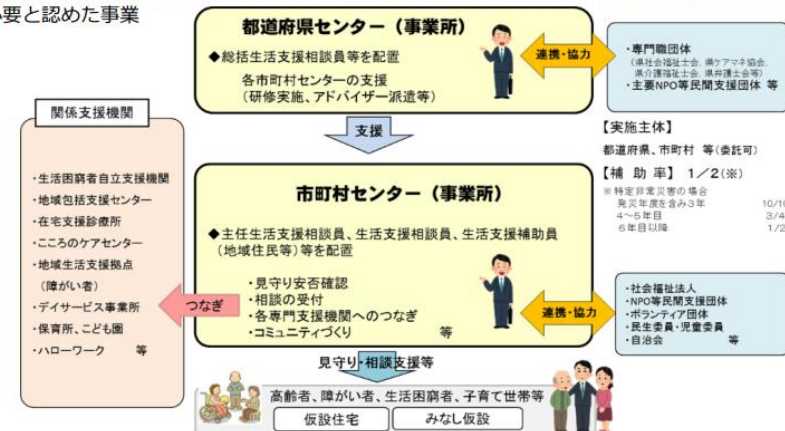 要と認めた事業
都道府県センター（事業所）
◆総括生活支援相談員等を配置
各市町村センターの支援
（研修実施、アドバイザー派遣等）
連携・協力
・専門職団体
（県社会福祉士会、県ケアマネ協会、
県介護福祉士会、県弁護士会等）
・主要NPO等民間支援団体 等
支援
【実施主体】
都道府県、市町村 等(委託可)
【補 助 率】 1／2(※)
※特定非常災害の場合
発災年度を含み3年 10/10
4～5年目 3/4
6年目以降 1/2
関係支援機関
・生活困窮者自立支援機関
・地域包括支援センター
・在宅支援診療所
・こころのケアセンター
・地域生活支援拠点
（障がい者）
・デイサービス事業所
・保育所、こども園
・ハローワーク 等
つなぎ
市町村センター（事業所）
◆主任生活支援相談員、生活支援相談員、生活支援補助員
（地域住民等）等を配置
・見守り安否確認
・相談の受付
・各専門支援機関へのつなぎ
・コミュニティづくり 等
連携・協力
・社会福祉法人
・NPO等民間支援団体
・ボランティア団体
・民生委員・児童委員
・自治会 等
見守り・相談支援等
高齢者、障がい者、生活困窮者、子育て世帯等
仮設住宅
みなし仮設